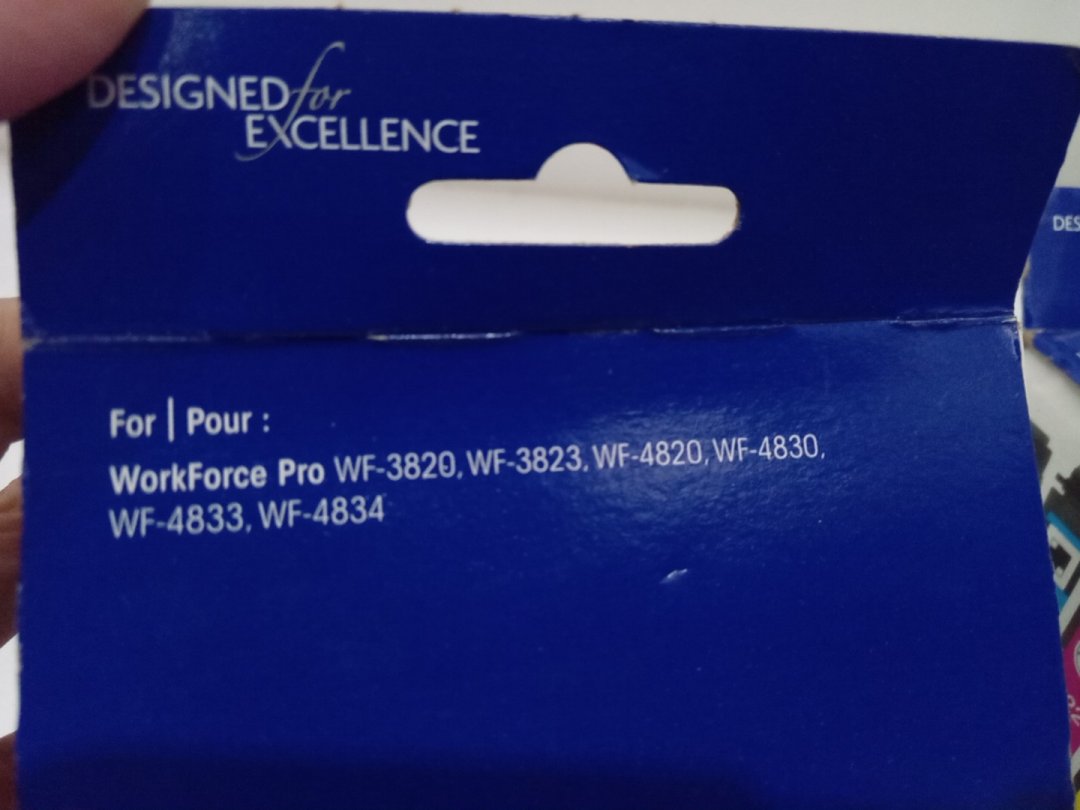 DESIGNED for
EXCELLENCE
DES
For | Pour :
WorkForce Pro WF-3820, WF-3823, WF-4820, WF-4830,
WF-4833, WF-4834